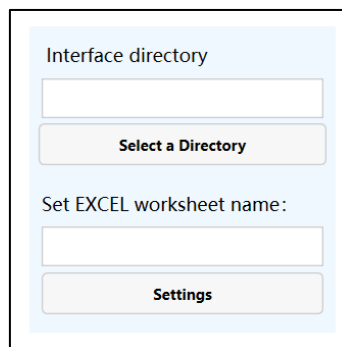 Interface directory
Select a Directory
Set EXCEL worksheet name：
Settings